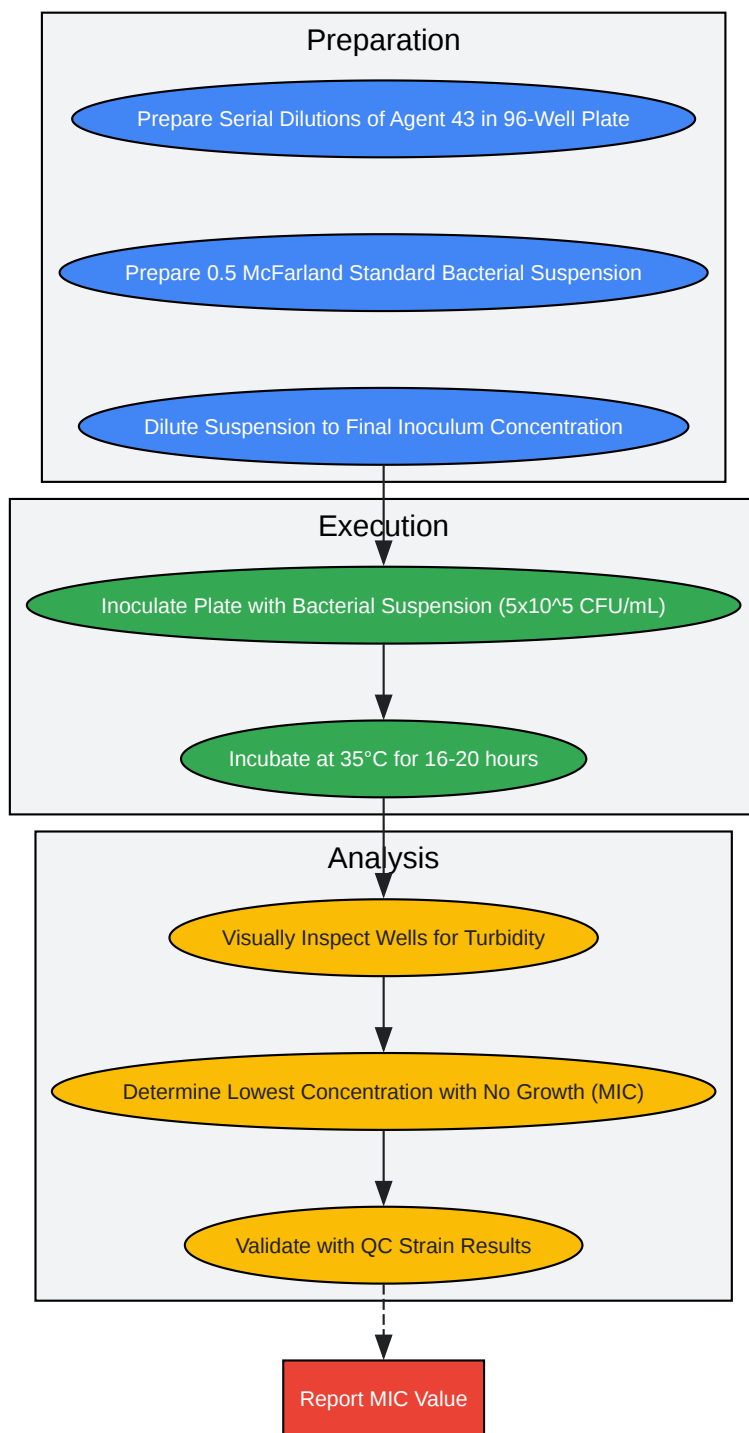 Preparation
Prepare Serial Dilutions of Agent 43 in 96-Well Plate
Prepare 0.5 McFarland Standard Bacterial Suspension
Dilute Suspension to Final Inoculum Concentration
Execution
Inoculate Plate with Bacterial Suspension (5x10^5 CFU/mL)
Incubate at 35°C for 16-20 hours
Analysis
Visually Inspect Wells for Turbidity
Determine Lowest Concentration with No Growth (MIC)
Validate with QC Strain Results
Report MIC Value